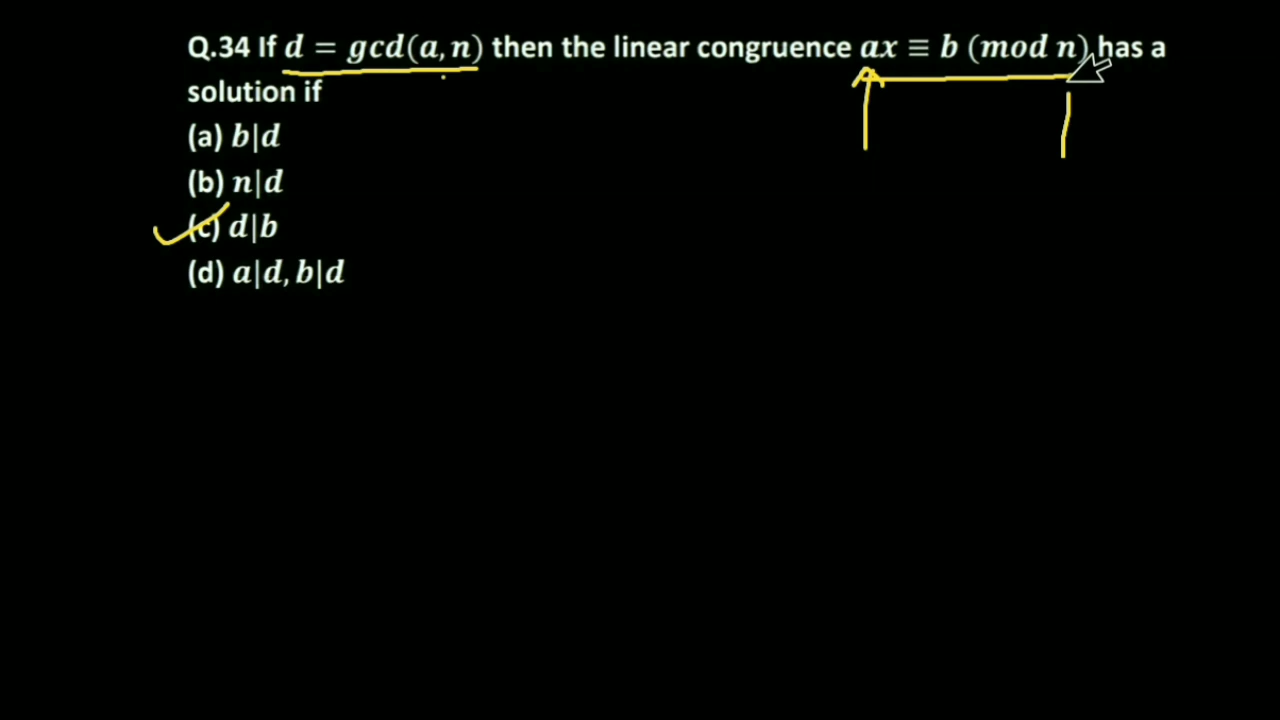 Q.34 If d = gcd(a, n) then the linear congruence ax ≡ b (mod n), has a
solution if
(a) b|d
(b) n|d
(c) d|b
(d) a|d, b|d